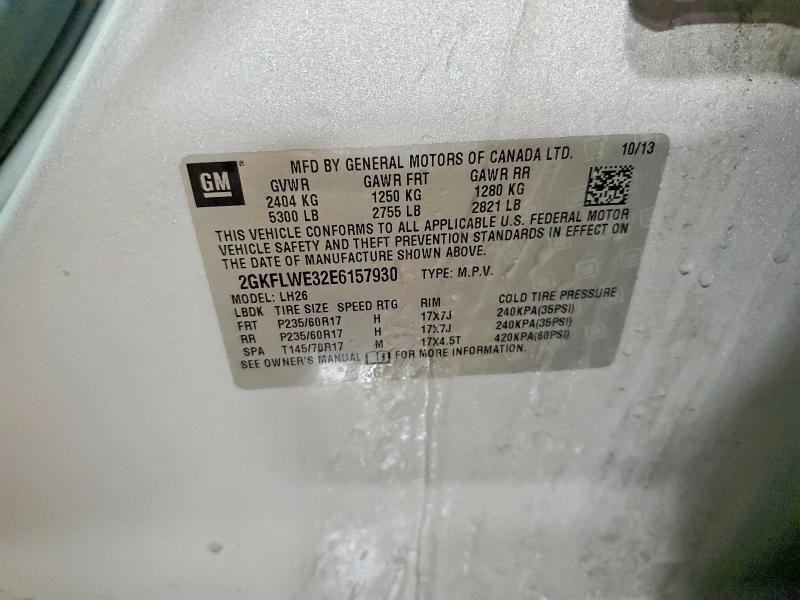 GM
MFD BY GENERAL MOTORS OF CANADA LTD. 10/13
GVWR GAWR FRT GAWR RR
2404 KG 1250 KG 1280 KG
5300 LB 2755 LB 2821 LB
THIS VEHICLE CONFORMS TO ALL APPLICABLE U.S. FEDERAL MOTOR
VEHICLE SAFETY AND THEFT PREVENTION STANDARDS IN EFFECT ON
THE DATE OF MANUFACTURE SHOWN ABOVE.
2GKFLWE32E6157930 TYPE: M.P.V.
MODEL: LH26
LBDK TIRE SIZE SPEED RTG RIM COLD TIRE PRESSURE
FRT P235/60R17 H 17X7J 240KPA(35PSI)
RR P235/60R17 H 17X7J 240KPA(35PSI)
SPA T145/70R17 M 17X4.5T 420KPA(60PSI)
SEE OWNER'S MANUAL FOR MORE INFORMATION.